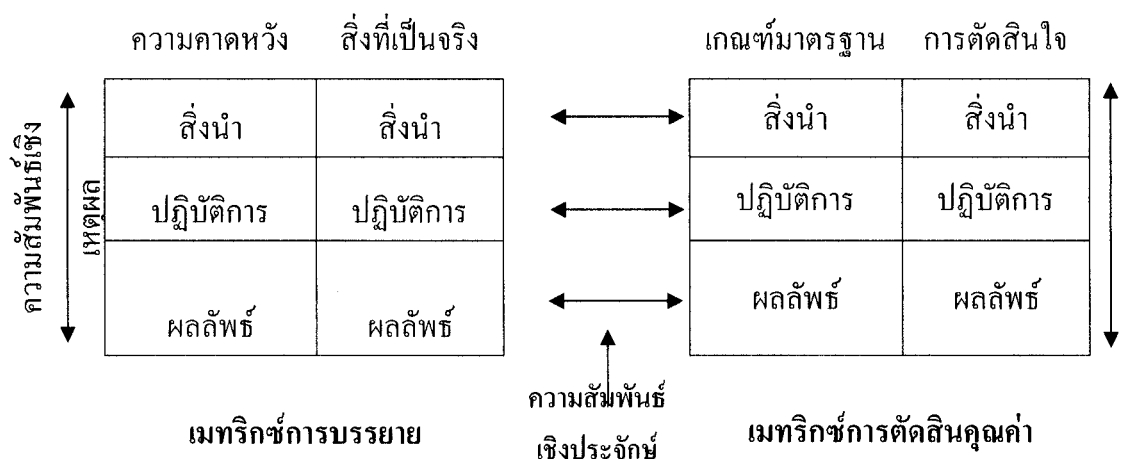 ความคาดหวัง สิ่งที่เป็นจริง เกณฑ์มาตรฐาน การตัดสินใจ
ความสัมพันธ์เชิง
เหตุผล
สิ่งนำ สิ่งนำ สิ่งนำ สิ่งนำ
ปฏิบัติการ ปฏิบัติการ ปฏิบัติการ ปฏิบัติการ
ผลลัพธ์ ผลลัพธ์ ผลลัพธ์ ผลลัพธ์
ความสัมพันธ์
เชิงประจักษ์
เมทริกซ์การบรรยาย เมทริกซ์การตัดสินคุณค่า